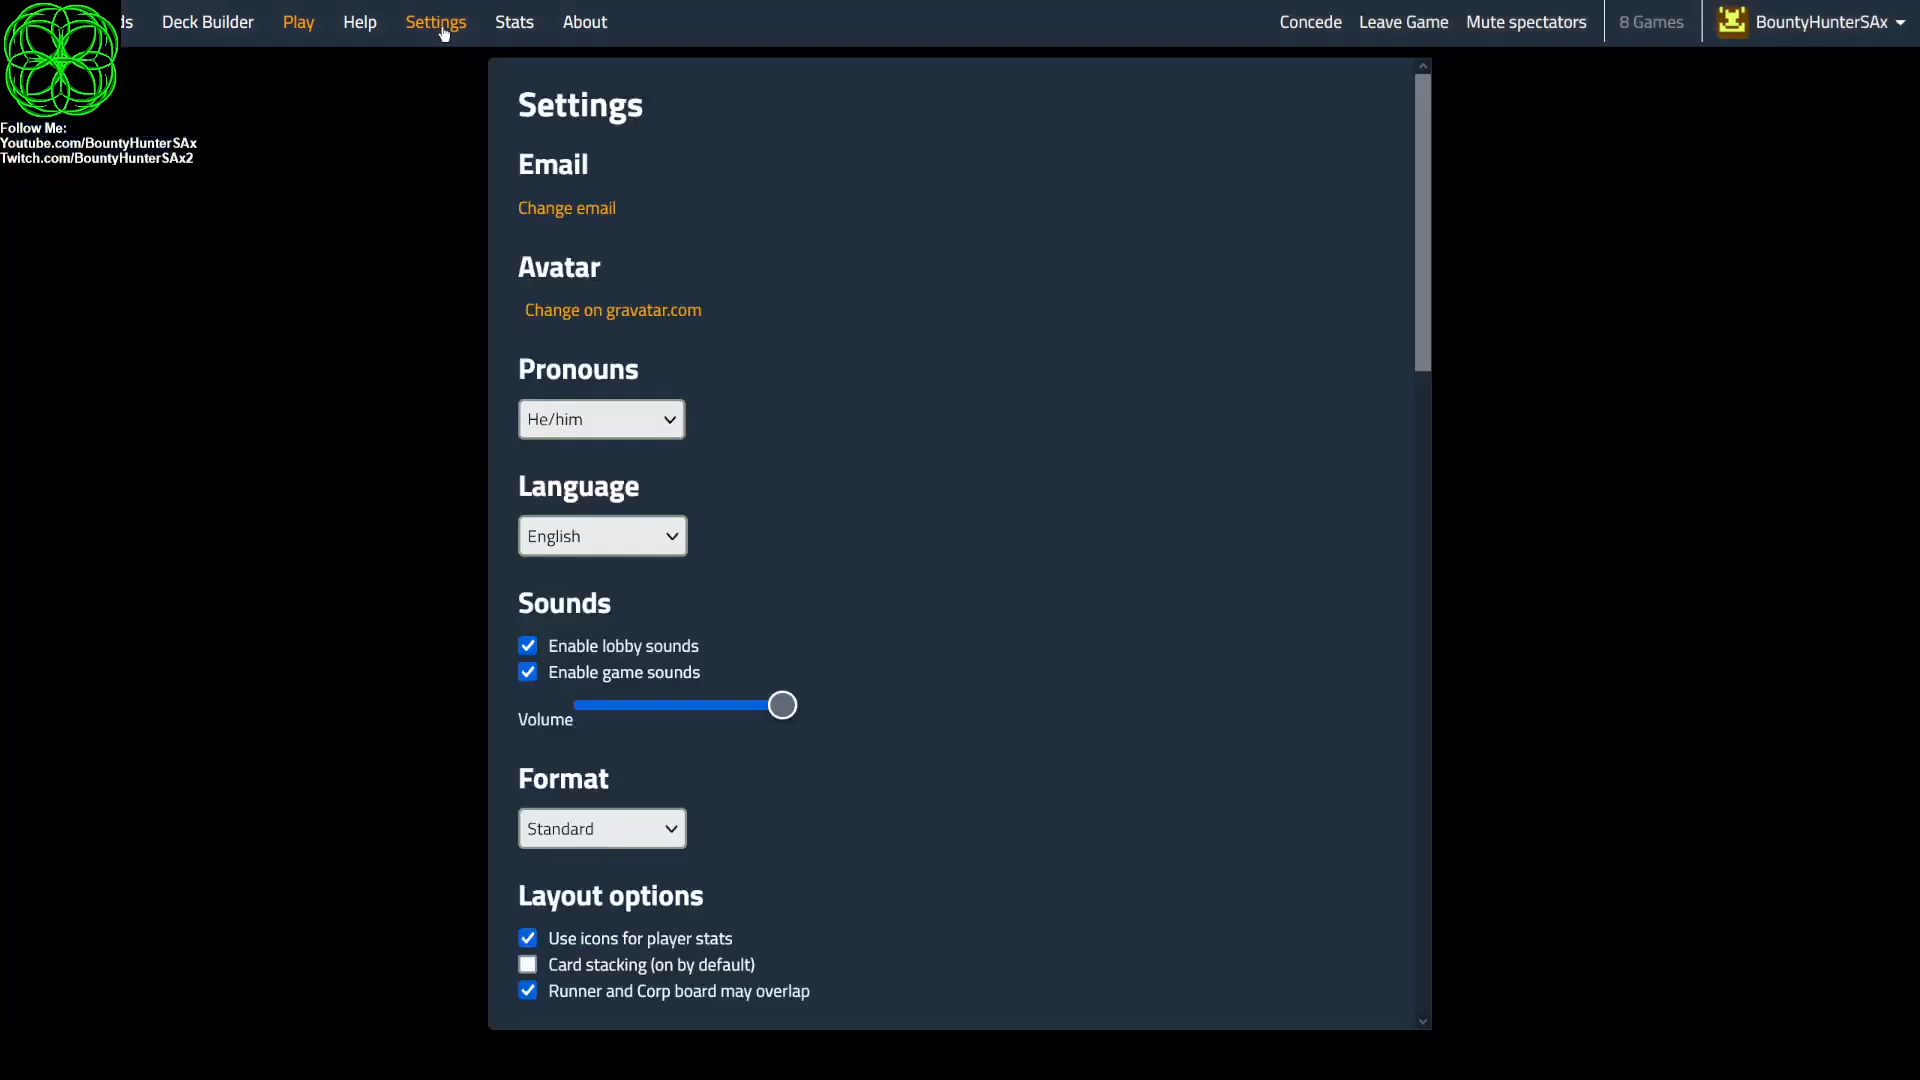 ds Deck Builder Play Help Settings Stats About Concede Leave Game Mute spectators 8 Games BountyHunterSAx
Follow Me:
Youtube.com/BountyHunterSAx
Twitch.com/BountyHunterSAx2
Settings
Email
Change email
Avatar
Change on gravatar.com
Pronouns
He/him
Language
English
Sounds
Enable lobby sounds
Enable game sounds
Volume
Format
Standard
Layout options
Use icons for player stats
Card stacking (on by default)
Runner and Corp board may overlap